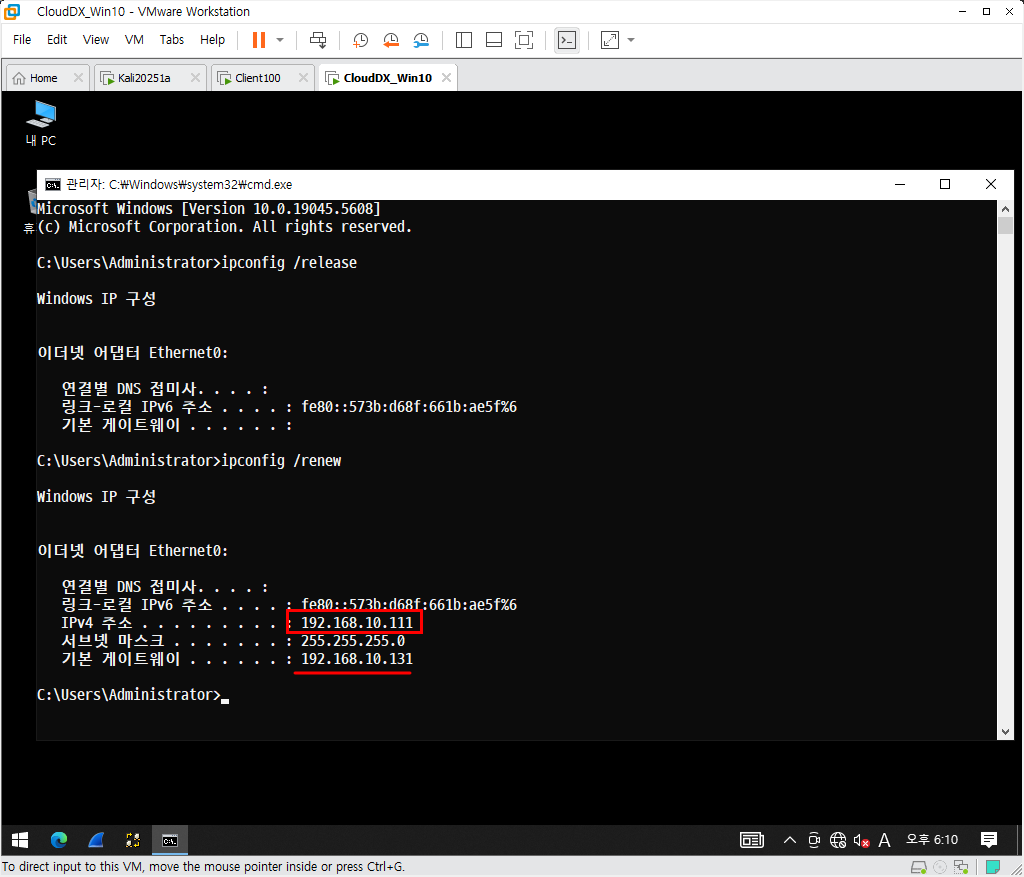 CloudDX_Win10 - VMware Workstation
File Edit View VM Tabs Help
Home Kali20251a Client100 CloudDX_Win10
내 PC
관리자: C:₩Windows₩system32₩cmd.exe
Microsoft Windows [Version 10.0.19045.5608]
휴 (c) Microsoft Corporation. All rights reserved.
C:\Users\Administrator>ipconfig /release
Windows IP 구성
이더넷 어댑터 Ethernet0:
연결별 DNS 접미사. . . . :
링크-로컬 IPv6 주소 . . . . : fe80::573b:d68f:661b:ae5f%6
기본 게이트웨이 . . . . . . :
C:\Users\Administrator>ipconfig /renew
Windows IP 구성
이더넷 어댑터 Ethernet0:
연결별 DNS 접미사. . . . :
링크-로컬 IPv6 주소 . . . . : fe80::573b:d68f:661b:ae5f%6
IPv4 주소 . . . . . . . . . : 192.168.10.111
서브넷 마스크 . . . . . . . : 255.255.255.0
기본 게이트웨이 . . . . . . : 192.168.10.131
C:\Users\Administrator>
A 오후 6:10
To direct input to this VM, move the mouse pointer inside or press Ctrl+G.